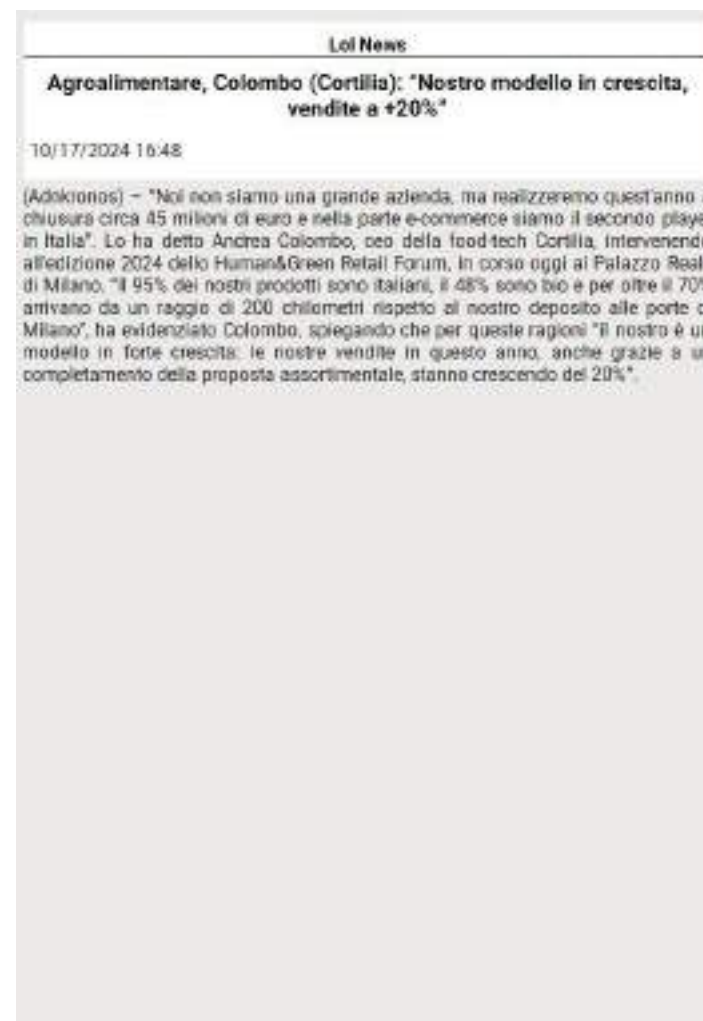 Lol News
Agroalimentare, Colombo (Cortilia): "Nostro modello in crescita,
vendite a +20%"
10/17/2024 16:48
(Adnkronos) – "Noi non siamo una grande azienda, ma realizzeremo quest'anno
chiusura circa 45 milioni di euro e nella parte e-commerce siamo il secondo playe
in Italia". Lo ha detto Andrea Colombo, ceo della food-tech Cortilia, intervenend
all'edizione 2024 dello Human&Green Retail Forum, in corso oggi al Palazzo Real
di Milano. "Il 95% dei nostri prodotti sono italiani, il 48% sono bio e per oltre il 70%
arrivano da un raggio di 200 chilometri rispetto al nostro deposito alle porte d
Milano", ha evidenziato Colombo, spiegando che per queste ragioni "il nostro è un
modello in forte crescita: le nostre vendite in questo anno, anche grazie a un
completamento della proposta assortimentale, stanno crescendo del 20%".